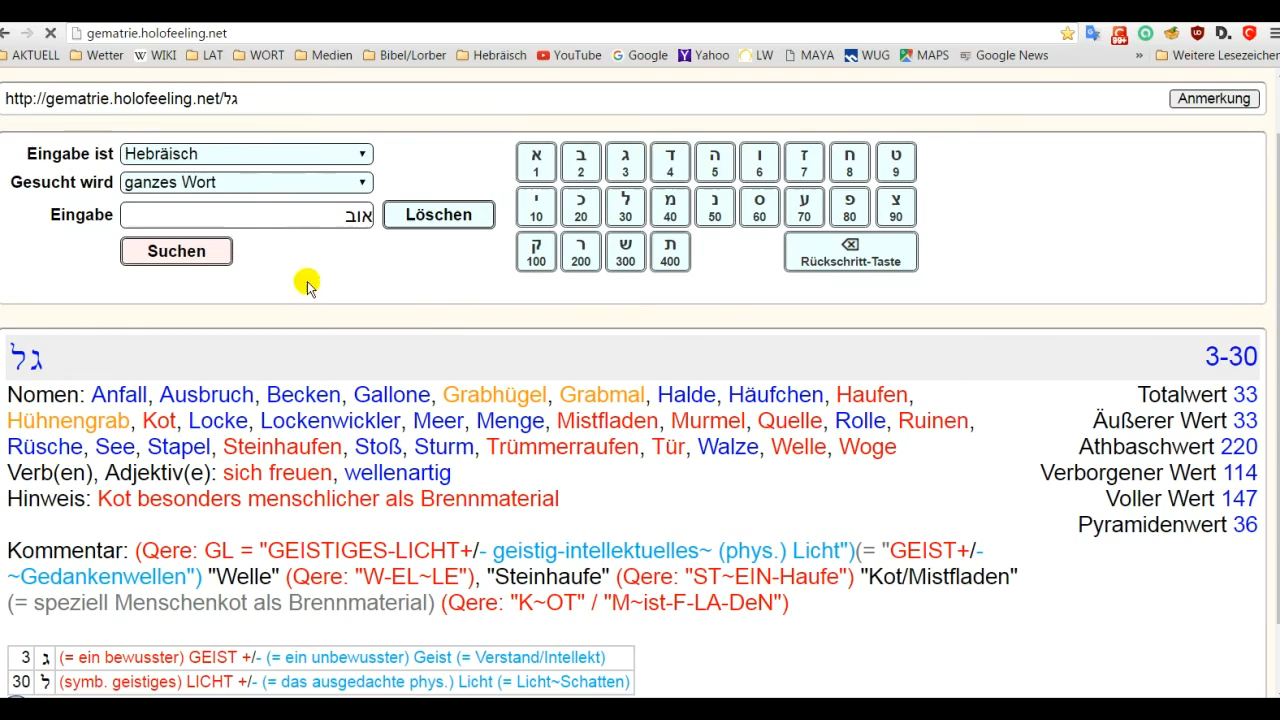 gematrie.holofeeling.net
AKTUELL Wetter WIKI LAT WORT Medien Bibel/Lorber Hebräisch YouTube Google Yahoo LW MAYA WUG MAPS Google News » Weitere Lesezeichen
http://gematrie.holofeeling.net/גל Anmerkung
Eingabe ist Hebräisch
Gesucht wird ganzes Wort
Eingabe אוב Löschen
Suchen
א ב ג ד ה ו ז ח ט
1 2 3 4 5 6 7 8 9
י כ ל מ נ ס ע פ צ
10 20 30 40 50 60 70 80 90
ק ר ש ת
100 200 300 400 Rückschritt-Taste
גל 3-30
Nomen: Anfall, Ausbruch, Becken, Gallone, Grabhügel, Grabmal, Halde, Häufchen, Haufen,
Hühnengrab, Kot, Locke, Lockenwickler, Meer, Menge, Mistfladen, Murmel, Quelle, Rolle, Ruinen,
Rüsche, See, Stapel, Steinhaufen, Stoß, Sturm, Trümmerraufen, Tür, Walze, Welle, Woge
Verb(en), Adjektiv(e): sich freuen, wellenartig
Hinweis: Kot besonders menschlicher als Brennmaterial
Totalwert 33
Äußerer Wert 33
Athbaschwert 220
Verborgener Wert 114
Voller Wert 147
Pyramidenwert 36
Kommentar: (Qere: GL = "GEISTIGES-LICHT+/- geistig-intellektuelles~ (phys.) Licht")(= "GEIST+/-
~Gedankenwellen") "Welle" (Qere: "W-EL~LE"), "Steinhaufe" (Qere: "ST~EIN-Haufe") "Kot/Mistfladen"
(= speziell Menschenkot als Brennmaterial) (Qere: "K~OT" / "M~ist-F-LA-DeN")
3 ג (= ein bewusster) GEIST +/- (= ein unbewusster) Geist (= Verstand/Intellekt)
30 ל (symb. geistiges) LICHT +/- (= das ausgedachte phys.) Licht (= Licht~Schatten)